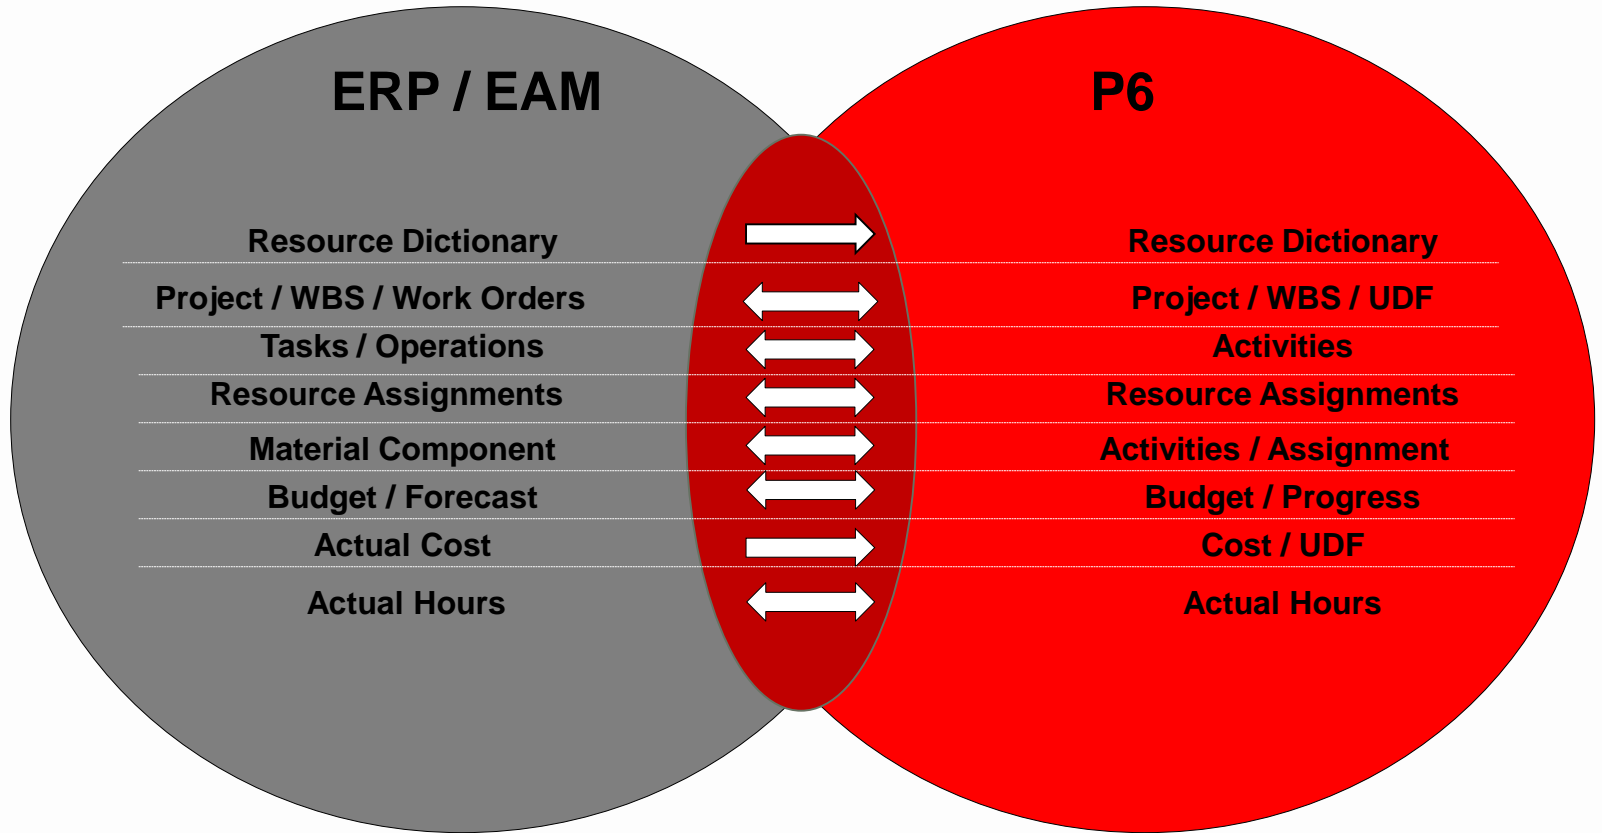 ERP / EAM
P6
Resource Dictionary
Resource Dictionary
Project / WBS / Work Orders
Project / WBS / UDF
Tasks / Operations
Activities
Resource Assignments
Resource Assignments
Material Component
Activities / Assignment
Budget / Forecast
Budget / Progress
Actual Cost
Cost / UDF
Actual Hours
Actual Hours